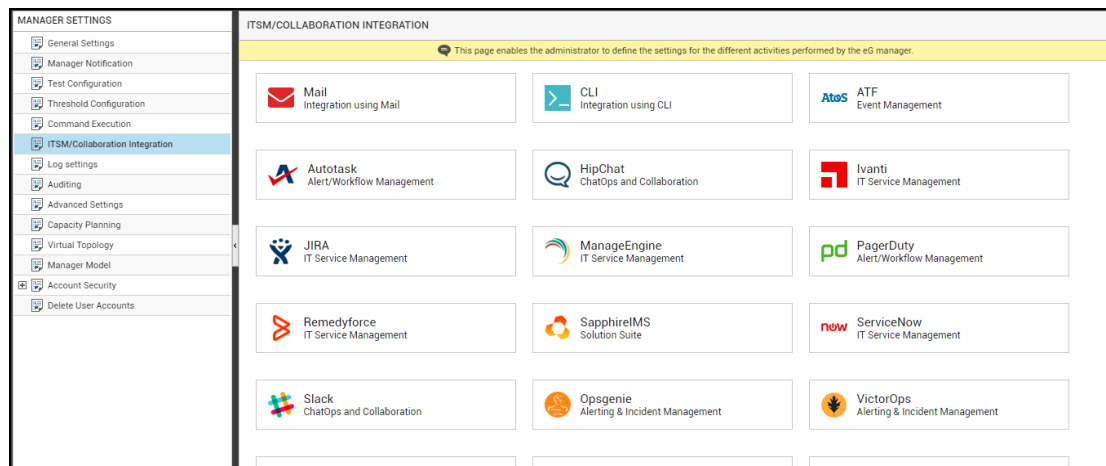 MANAGER SETTINGS
General Settings
Manager Notification
Test Configuration
Threshold Configuration
Command Execution
ITSM/Collaboration Integration
Log settings
Auditing
Advanced Settings
Capacity Planning
Virtual Topology
Manager Model
Account Security
Delete User Accounts
ITSM/COLLABORATION INTEGRATION
This page enables the administrator to define the settings for the different activities performed by the eG manager.
Mail
Integration using Mail
CLI
Integration using CLI
Atos
ATF
Event Management
Autotask
Alert/Workflow Management
HipChat
ChatOps and Collaboration
Ivanti
IT Service Management
JIRA
IT Service Management
ManageEngine
IT Service Management
pd
PagerDuty
Alert/Workflow Management
Remedyforce
IT Service Management
SapphireIMS
Solution Suite
now
ServiceNow
IT Service Management
Slack
ChatOps and Collaboration
Opsgenie
Alerting & Incident Management
VictorOps
Alerting & Incident Management